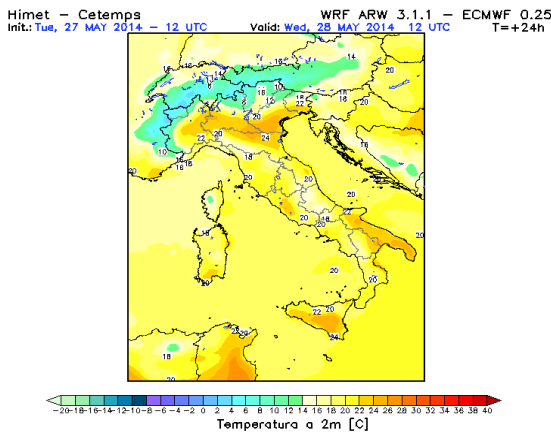 Himet – Cetemps WRF ARW 3.1.1 – ECMWF 0.25
Init.: Tue, 27 MAY 2014 – 12 UTC Valid: Wed, 28 MAY 2014 12 UTC T=+24h
-20 -18 -16 -14 -12 -10 -8 -6 -4 -2 0 2 4 6 8 10 12 14 16 18 20 22 24 26 28 30 32 34 36 38 40
Temperatura a 2m [C]